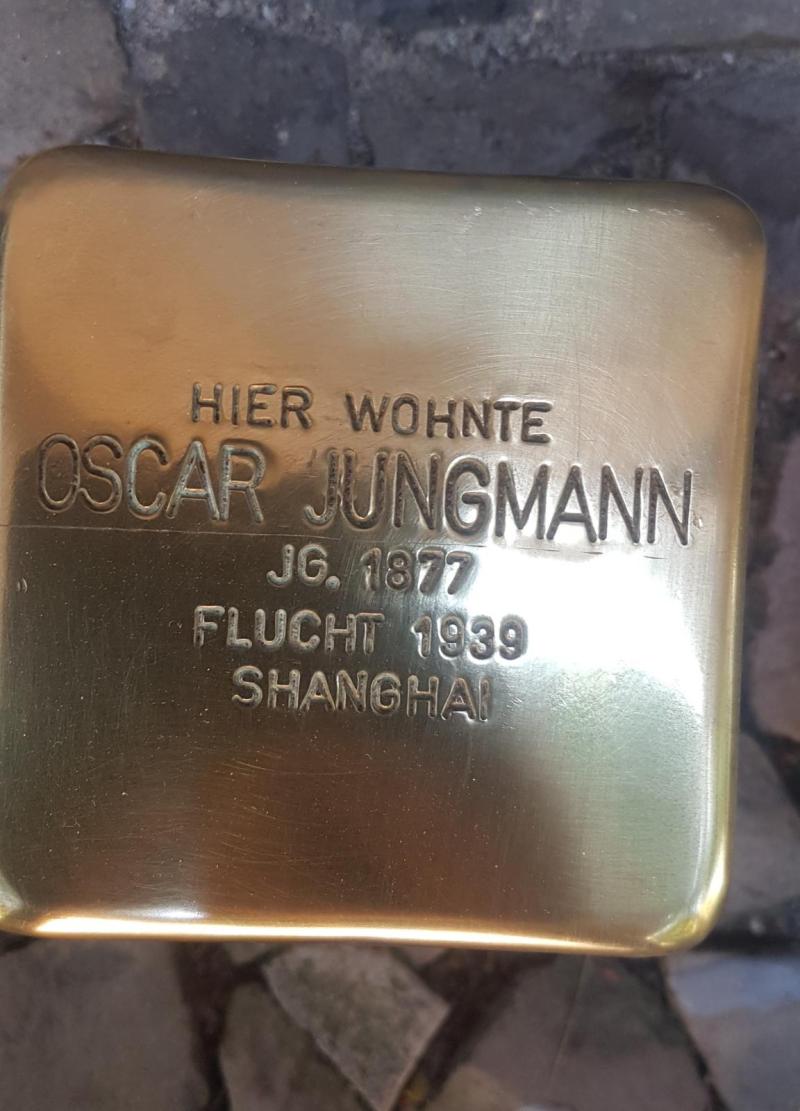 HIER WOHNTE
OSCAR JUNGMANN
JG. 1877
FLUCHT 1939
SHANGHAI